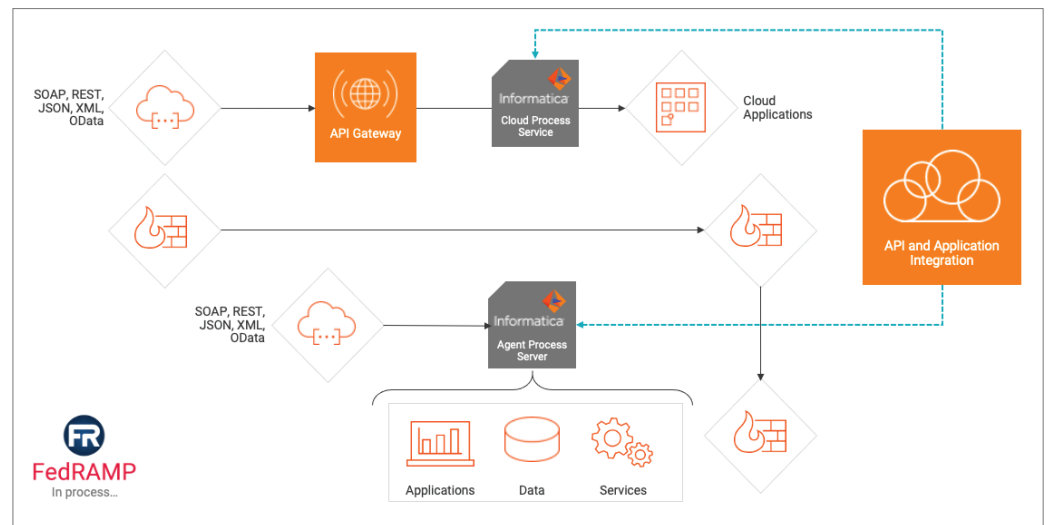 SOAP, REST,
JSON, XML,
OData
API Gateway
Informatica
Cloud Process
Service
Cloud
Applications
API and Application
Integration
SOAP, REST,
JSON, XML,
OData
Informatica
Agent Process
Server
Applications
Data
Services
FR
FedRAMP
In process...